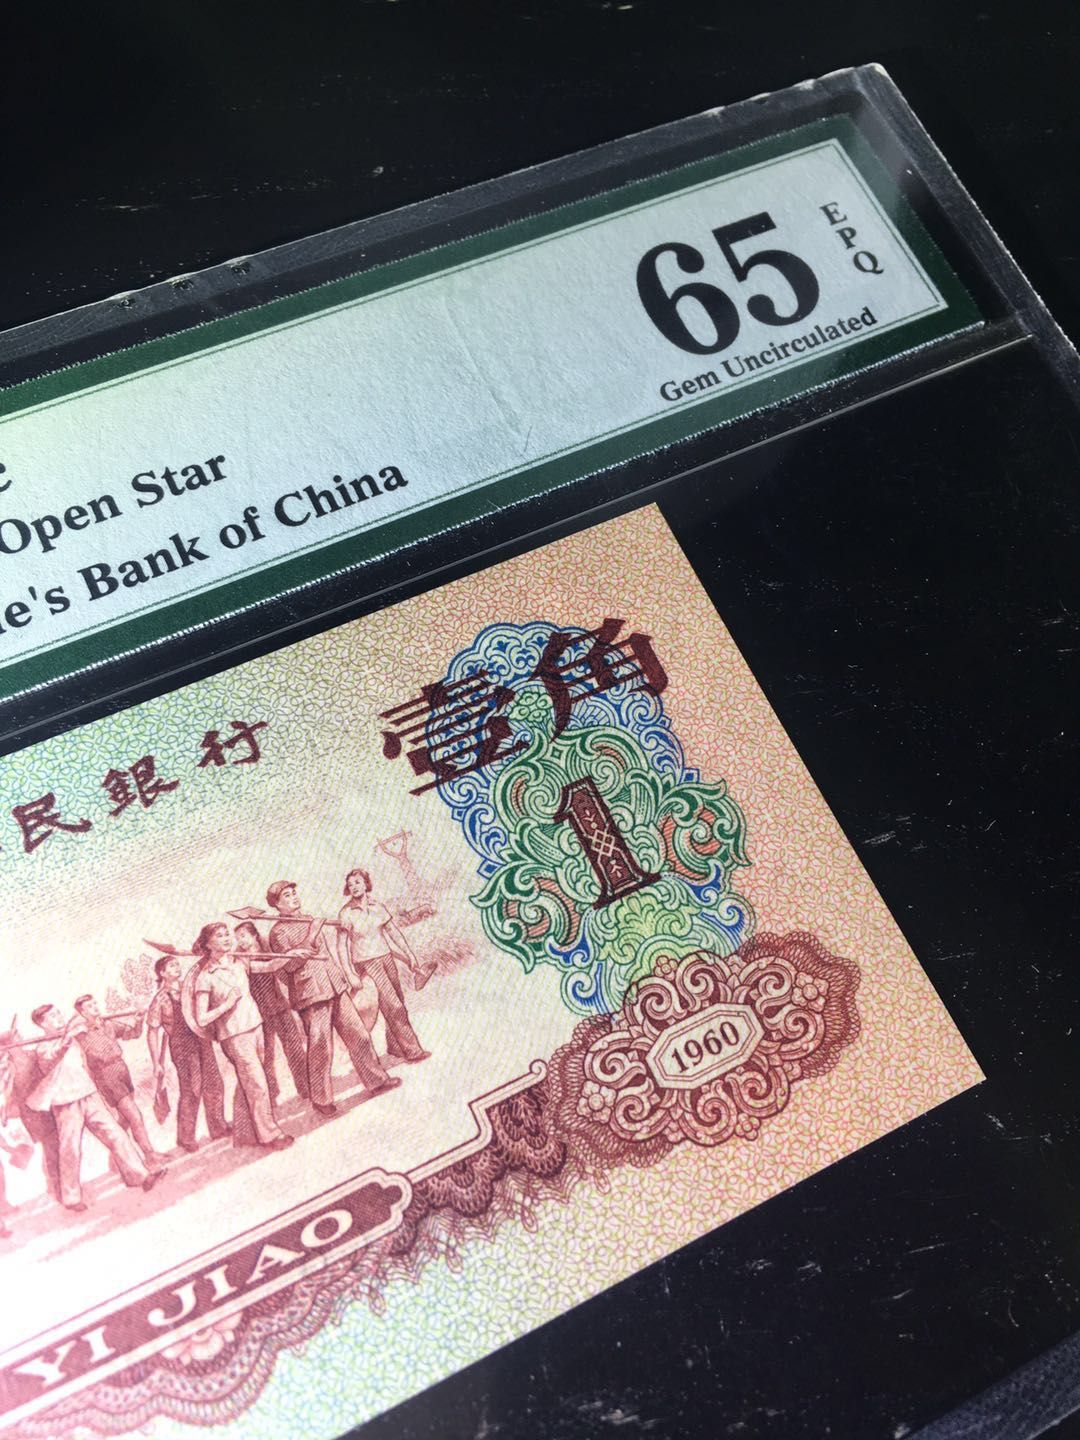 65
EPQ
Gem Uncirculated
Open Star
Bank of China
民銀行
壹角
1
1960
YI JIAO